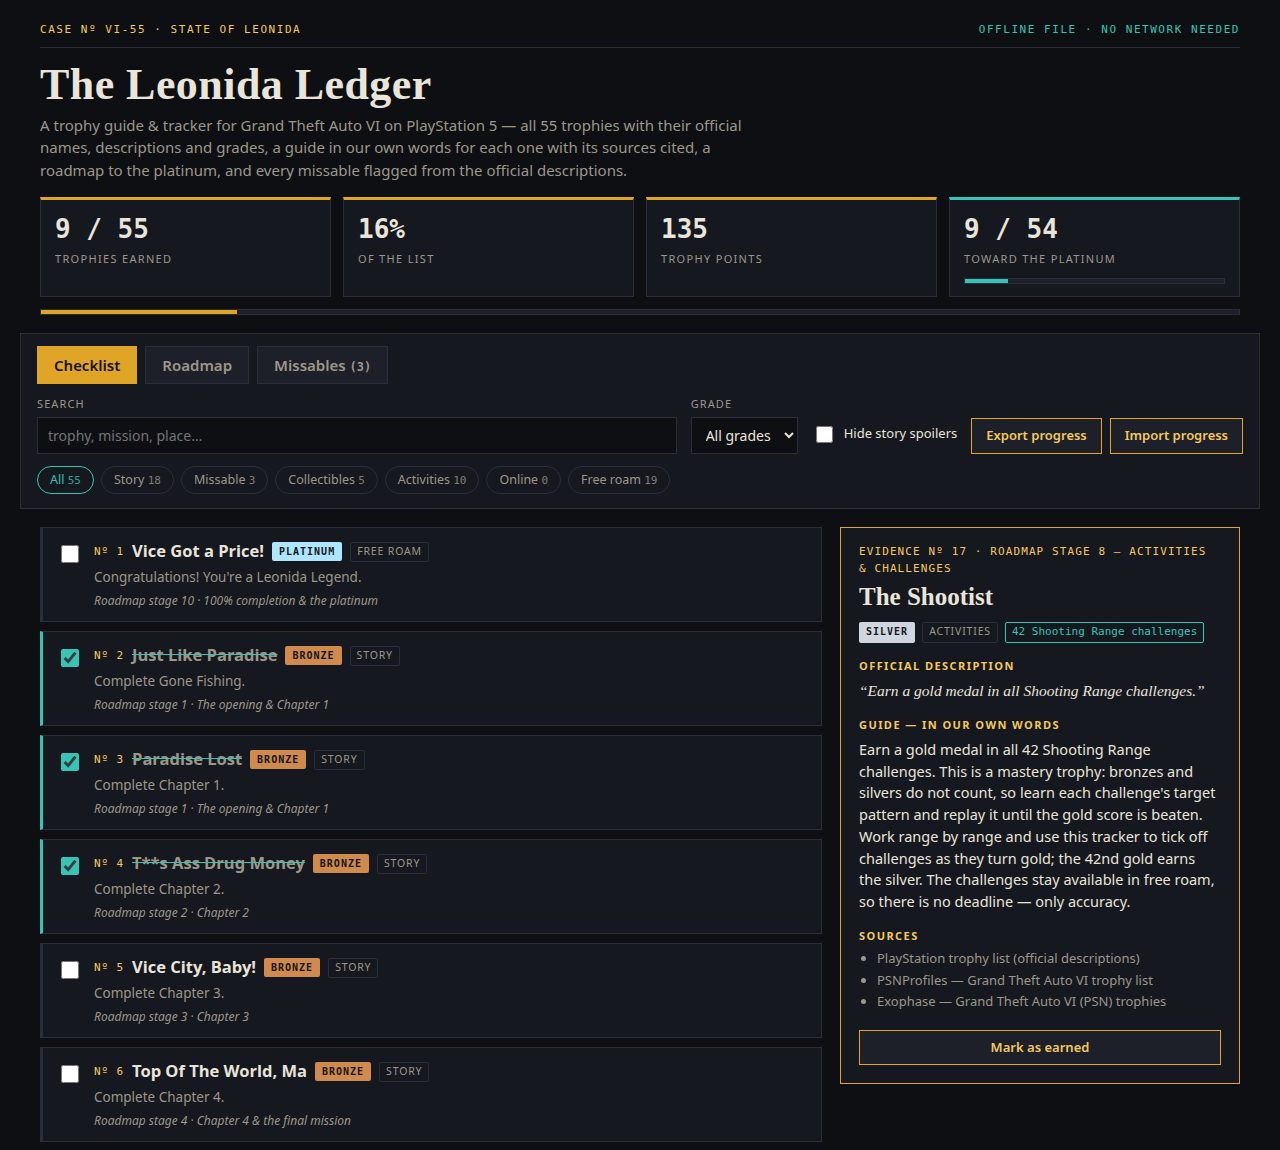 CASE Nº VI-55 · STATE OF LEONIDA
OFFLINE FILE · NO NETWORK NEEDED
The Leonida Ledger
A trophy guide & tracker for Grand Theft Auto VI on PlayStation 5 — all 55 trophies with their official
names, descriptions and grades, a guide in our own words for each one with its sources cited, a
roadmap to the platinum, and every missable flagged from the official descriptions.
9 / 55
TROPHIES EARNED
16%
OF THE LIST
135
TROPHY POINTS
9 / 54
TOWARD THE PLATINUM
Checklist
Roadmap
Missables (3)
SEARCH
trophy, mission, place…
GRADE
All grades
Hide story spoilers
Export progress
Import progress
All 55
Story 18
Missable 3
Collectibles 5
Activities 10
Online 0
Free roam 19
Nº 1 Vice Got a Price! PLATINUM FREE ROAM
Congratulations! You're a Leonida Legend.
Roadmap stage 10 · 100% completion & the platinum
Nº 2 Just Like Paradise BRONZE STORY
Complete Gone Fishing.
Roadmap stage 1 · The opening & Chapter 1
Nº 3 Paradise Lost BRONZE STORY
Complete Chapter 1.
Roadmap stage 1 · The opening & Chapter 1
Nº 4 T**s Ass Drug Money BRONZE STORY
Complete Chapter 2.
Roadmap stage 2 · Chapter 2
Nº 5 Vice City, Baby! BRONZE STORY
Complete Chapter 3.
Roadmap stage 3 · Chapter 3
Nº 6 Top Of The World, Ma BRONZE STORY
Complete Chapter 4.
Roadmap stage 4 · Chapter 4 & the final mission
EVIDENCE Nº 17 · ROADMAP STAGE 8 — ACTIVITIES
& CHALLENGES
The Shootist
SILVER ACTIVITIES 42 Shooting Range challenges
OFFICIAL DESCRIPTION
“Earn a gold medal in all Shooting Range challenges.”
GUIDE — IN OUR OWN WORDS
Earn a gold medal in all 42 Shooting Range
challenges. This is a mastery trophy: bronzes and
silvers do not count, so learn each challenge's target
pattern and replay it until the gold score is beaten.
Work range by range and use this tracker to tick off
challenges as they turn gold; the 42nd gold earns
the silver. The challenges stay available in free roam,
so there is no deadline — only accuracy.
SOURCES
PlayStation trophy list (official descriptions)
PSNProfiles — Grand Theft Auto VI trophy list
Exophase — Grand Theft Auto VI (PSN) trophies
Mark as earned